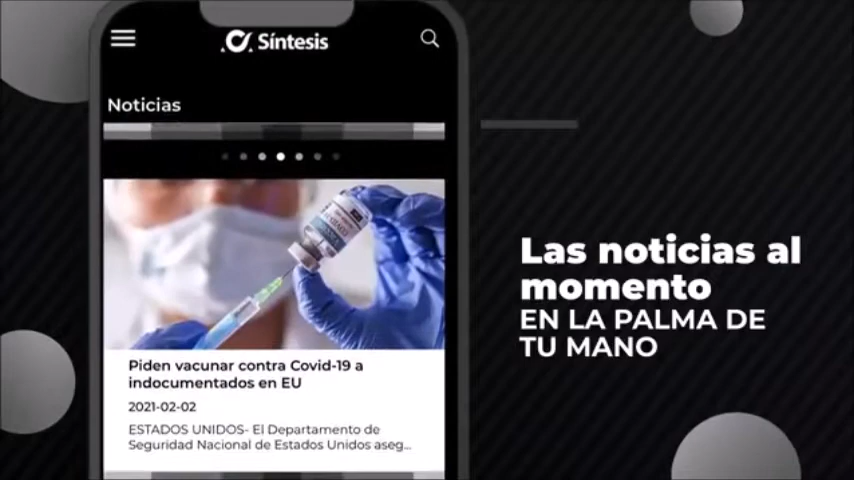 Síntesis
Noticias
Piden vacunar contra Covid-19 a
indocumentados en EU
2021-02-02
ESTADOS UNIDOS- El Departamento de
Seguridad Nacional de Estados Unidos aseg...
Las noticias al
momento
EN LA PALMA DE
TU MANO